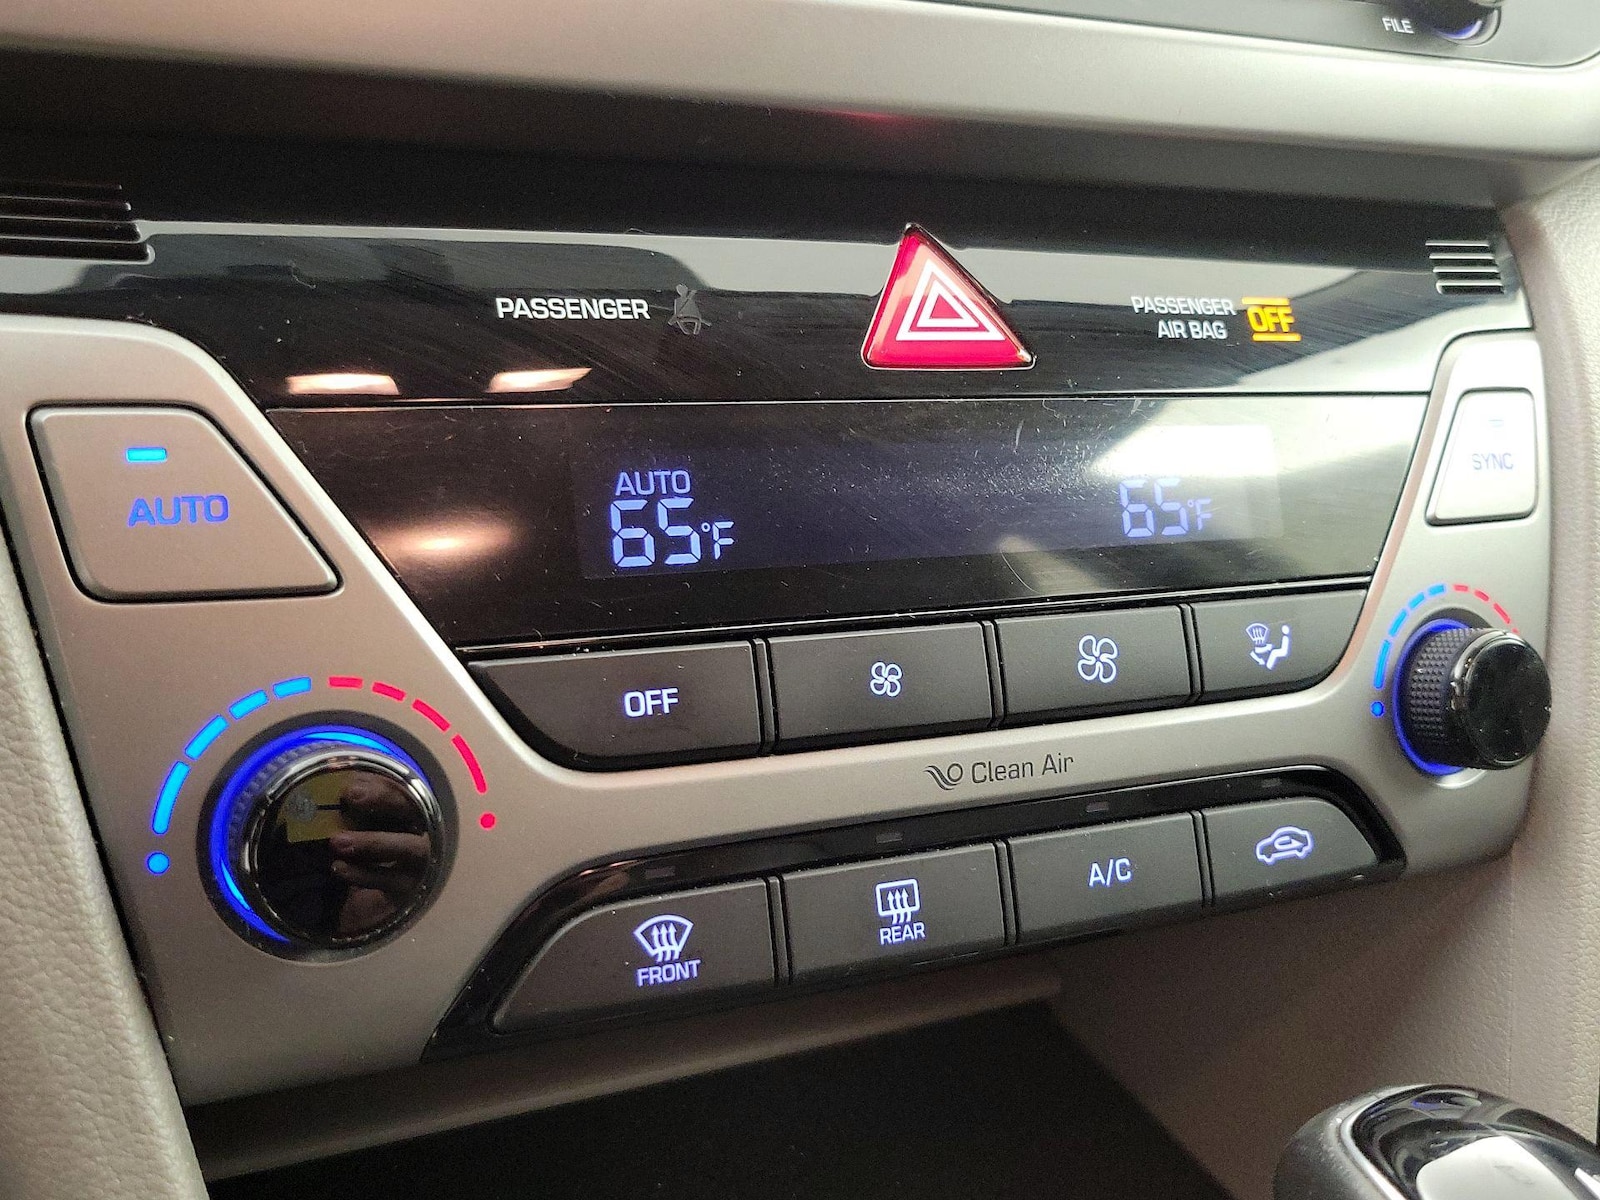 FILE
PASSENGER
PASSENGER
AIR BAG
OFF
AUTO
AUTO
65°F
65°F
SYNC
OFF
Clean Air
FRONT
REAR
A/C